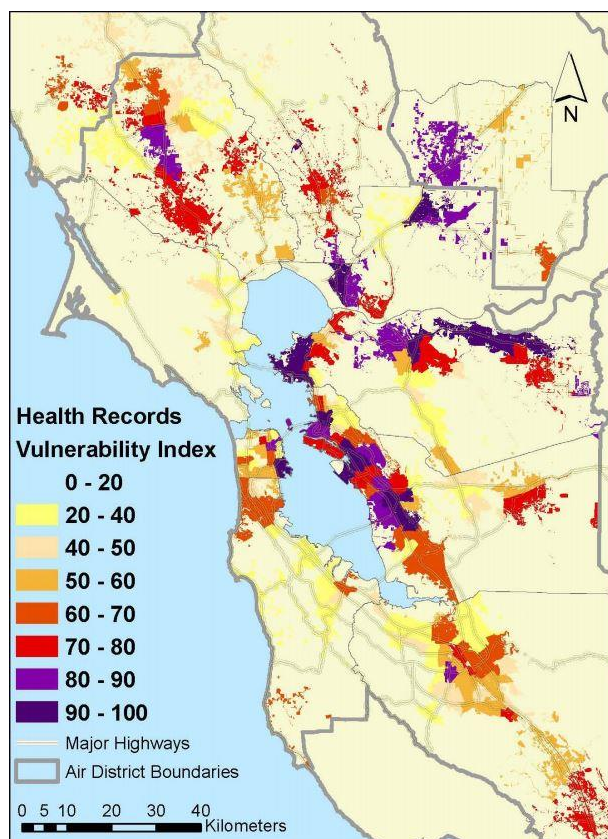 N
Health Records
Vulnerability Index
0 - 20
20 - 40
40 - 50
50 - 60
60 - 70
70 - 80
80 - 90
90 - 100
Major Highways
Air District Boundaries
0 5 10 20 30 40
Kilometers